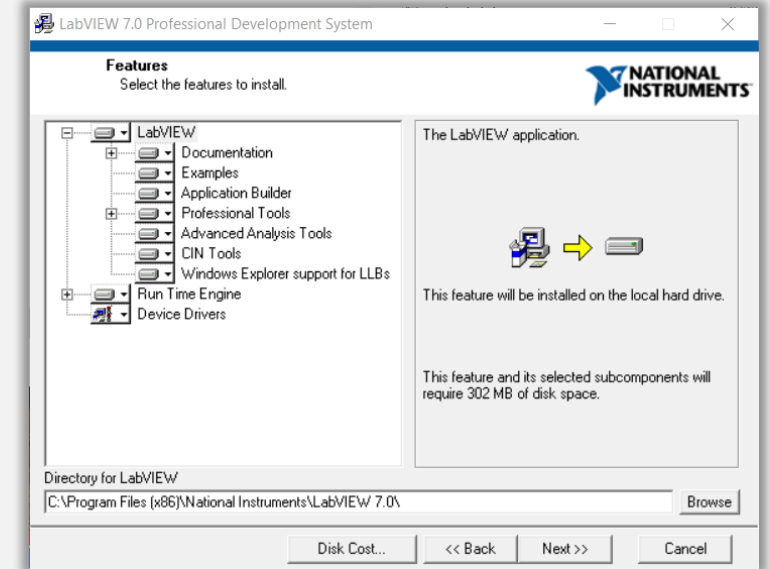 LabVIEW 7.0 Professional Development System
Features
Select the features to install.
NATIONAL
INSTRUMENTS
LabVIEW
Documentation
Examples
Application Builder
Professional Tools
Advanced Analysis Tools
CIN Tools
Windows Explorer support for LLBs
Run Time Engine
Device Drivers
The LabVIEW application.
This feature will be installed on the local hard drive.
This feature and its selected subcomponents will
require 302 MB of disk space.
Directory for LabVIEW
C:\Program Files (x86)\National Instruments\LabVIEW 7.0\
Browse
Disk Cost...
<< Back
Next >>
Cancel